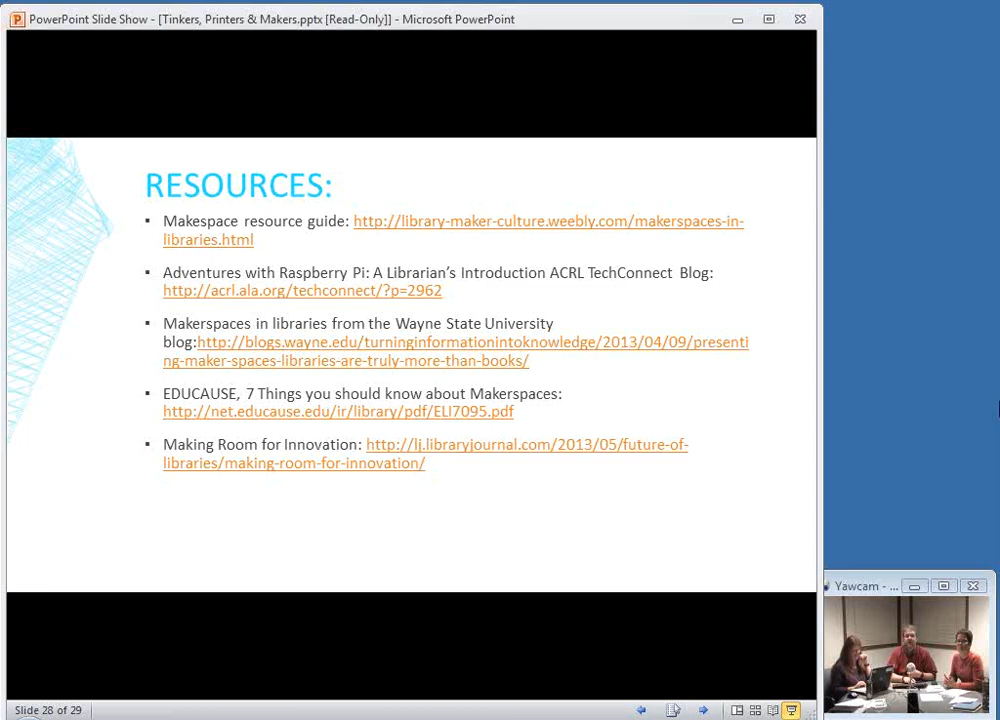 PowerPoint Slide Show - [Tinkers, Printers & Makers.pptx [Read-Only]] - Microsoft PowerPoint
RESOURCES:
▪ Makespace resource guide: http://library-maker-culture.weebly.com/makerspaces-in-
libraries.html
▪ Adventures with Raspberry Pi: A Librarian's Introduction ACRL TechConnect Blog:
http://acrl.ala.org/techconnect/?p=2962
▪ Makerspaces in libraries from the Wayne State University
blog:http://blogs.wayne.edu/turninginformationintoknowledge/2013/04/09/presenti
ng-maker-spaces-libraries-are-truly-more-than-books/
▪ EDUCAUSE, 7 Things you should know about Makerspaces:
http://net.educause.edu/ir/library/pdf/ELI7095.pdf
▪ Making Room for Innovation: http://lj.libraryjournal.com/2013/05/future-of-
libraries/making-room-for-innovation/
Yawcam - ...
Slide 28 of 29